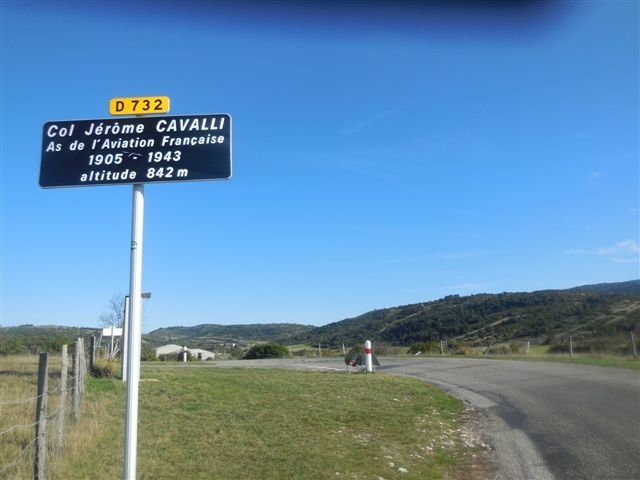 D 732
Col Jérôme CAVALLI
As de l'Aviation Française
1905 - 1943
altitude 842 m